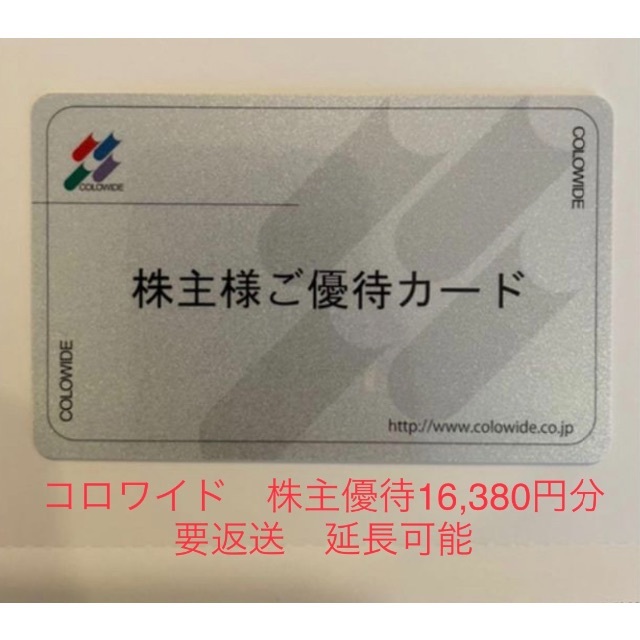 COLOWIDE
COLOWIDE
株主様ご優待カード
COLOWIDE
http://www.colowide.co.jp
コロワイド　株主優待16,380円分
要返送　延長可能